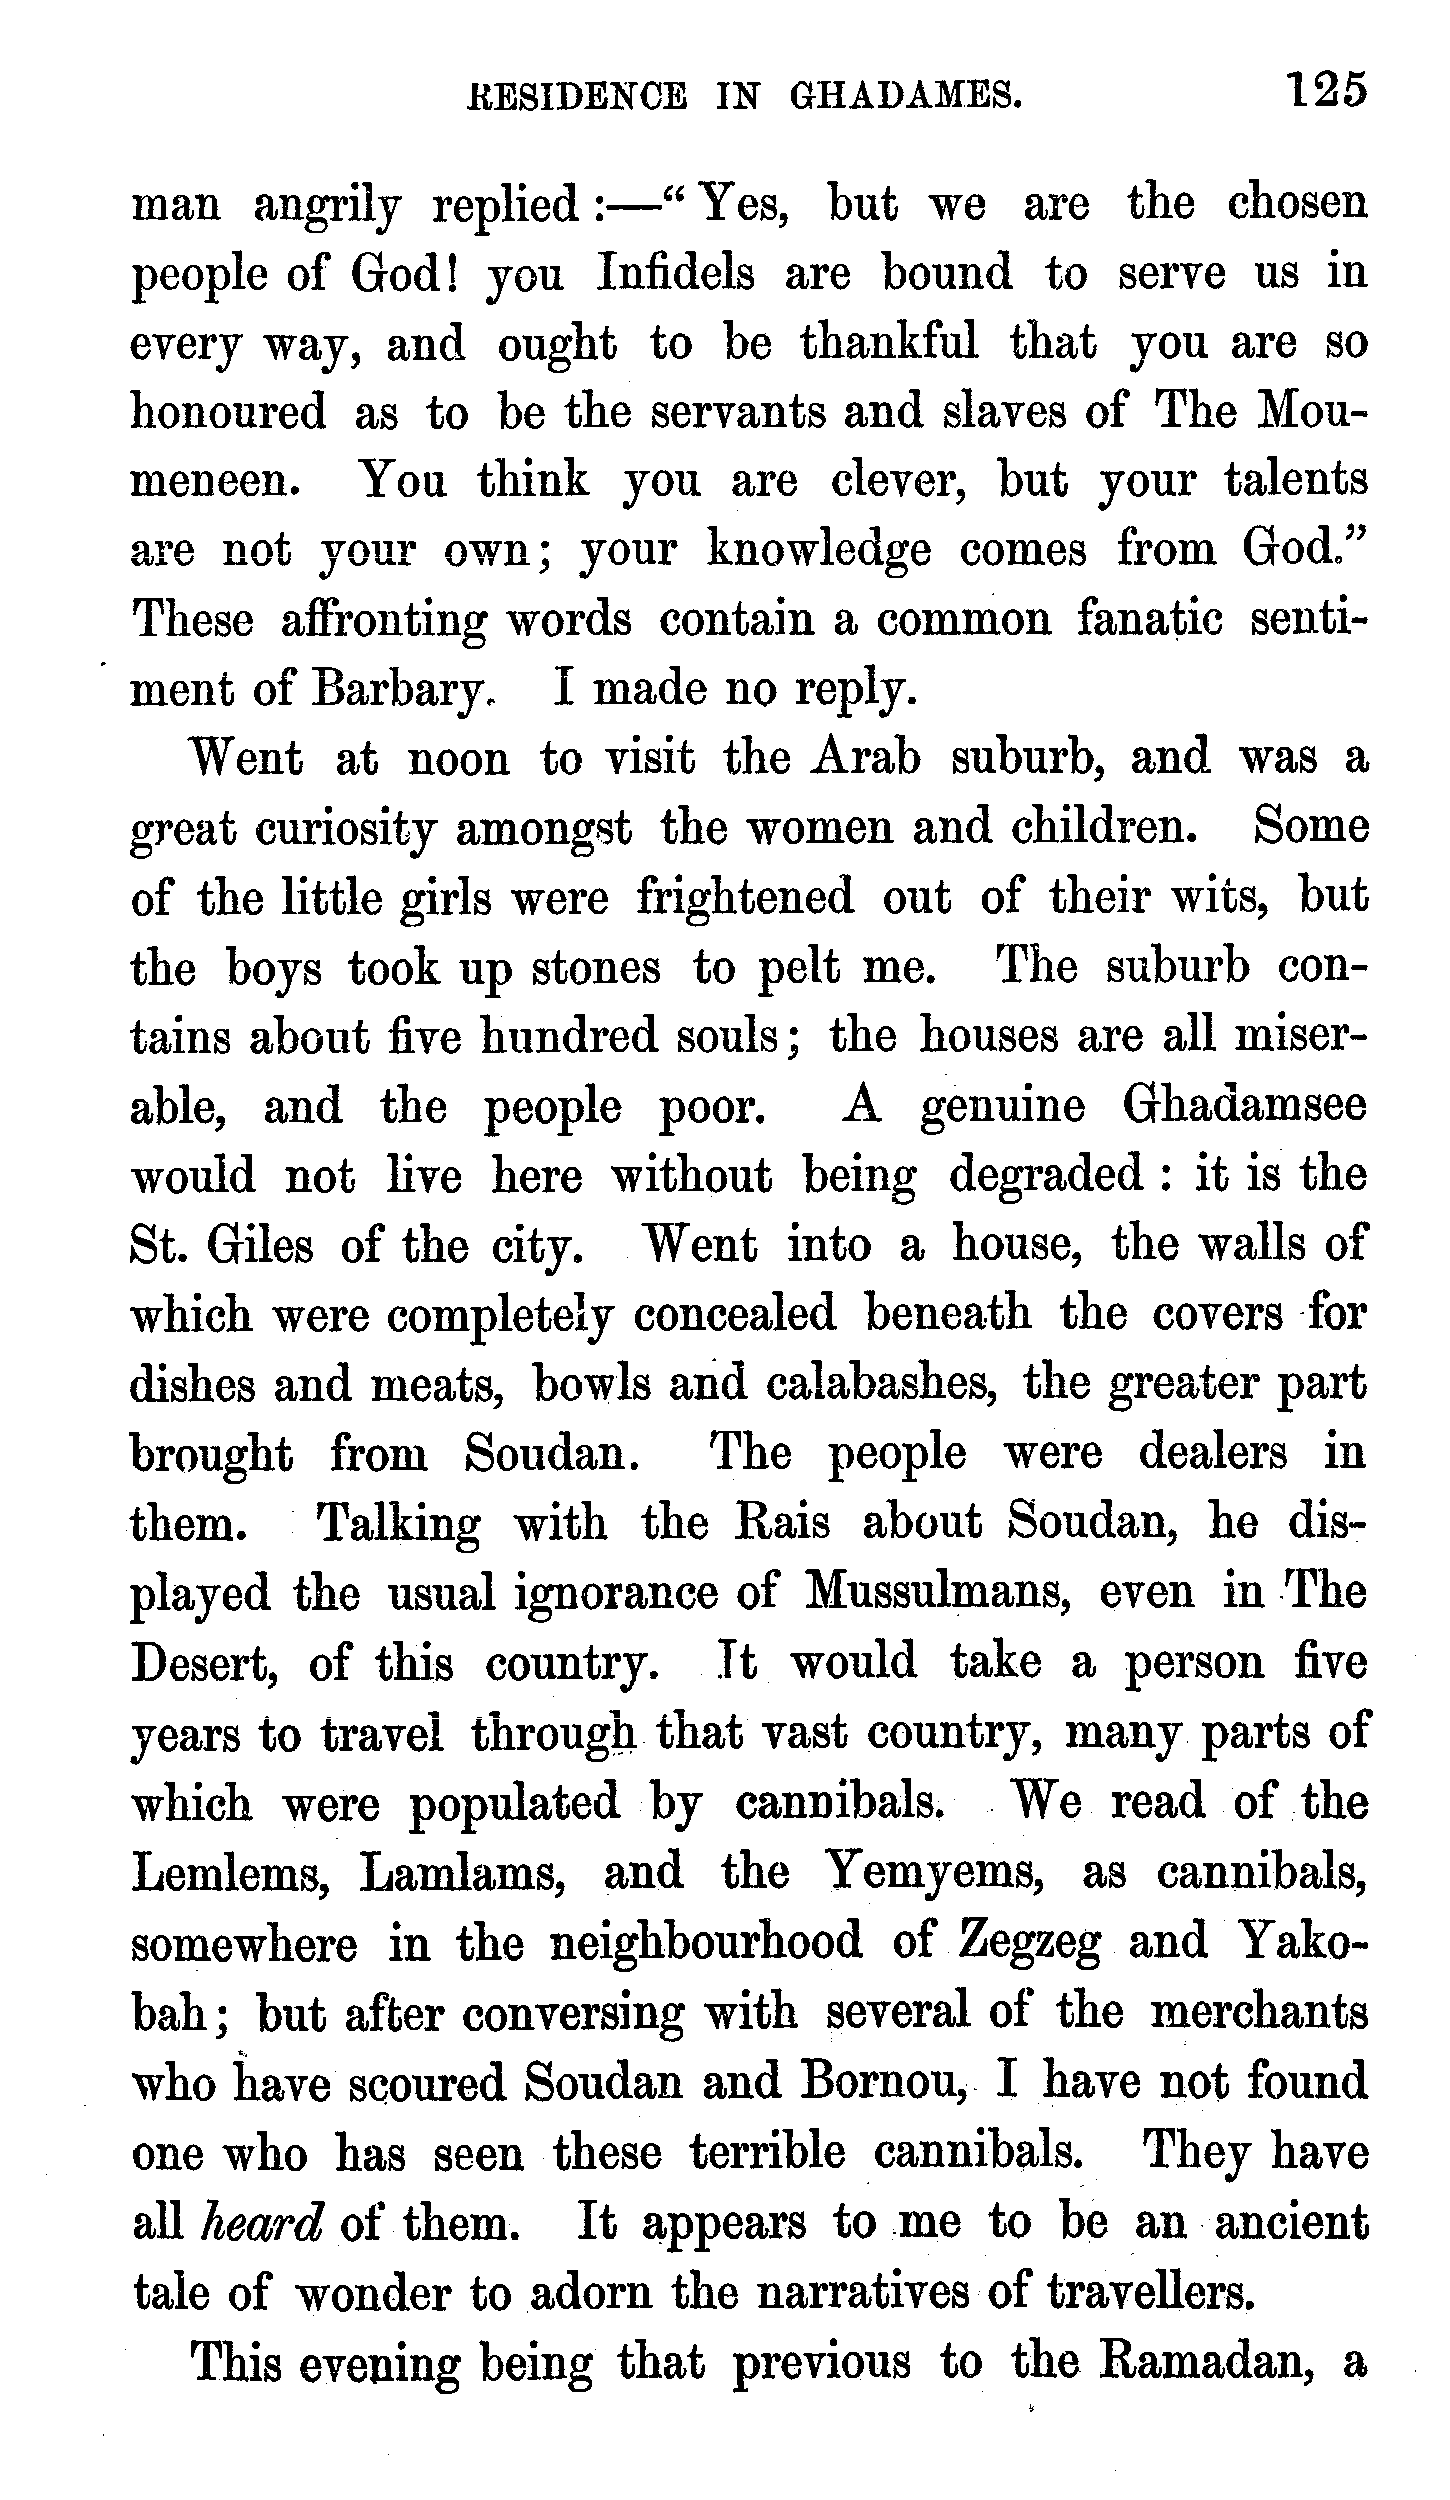 RESIDENCE IN GHADAMES. 125
man angrily replied :—“ Yes, but we are the chosen
people of God! you Infidels are bound to serve us in
every way, and ought to be thankful that you are so
honoured as to be the servants and slaves of The Mou-
meneen. You think you are clever, but your talents
are not your own; your knowledge comes from God.”
These affronting words contain a common fanatic senti-
ment of Barbary. I made no reply.
Went at noon to visit the Arab suburb, and was a
great curiosity amongst the women and children. Some
of the little girls were frightened out of their wits, but
the boys took up stones to pelt me. The suburb con-
tains about five hundred souls; the houses are all miser-
able, and the people poor. A genuine Ghadamsee
would not live here without being degraded : it is the
St. Giles of the city. Went into a house, the walls of
which were completely concealed beneath the covers for
dishes and meats, bowls and calabashes, the greater part
brought from Soudan. The people were dealers in
them. Talking with the Rais about Soudan, he dis-
played the usual ignorance of Mussulmans, even in The
Desert, of this country. It would take a person five
years to travel through that vast country, many parts of
which were populated by cannibals. We read of the
Lemlems, Lamlams, and the Yemyems, as cannibals,
somewhere in the neighbourhood of Zegzeg and Yako-
bah; but after conversing with several of the merchants
who have scoured Soudan and Bornou, I have not found
one who has seen these terrible cannibals. They have
all heard of them. It appears to me to be an ancient
tale of wonder to adorn the narratives of travellers.
This evening being that previous to the Ramadan, a